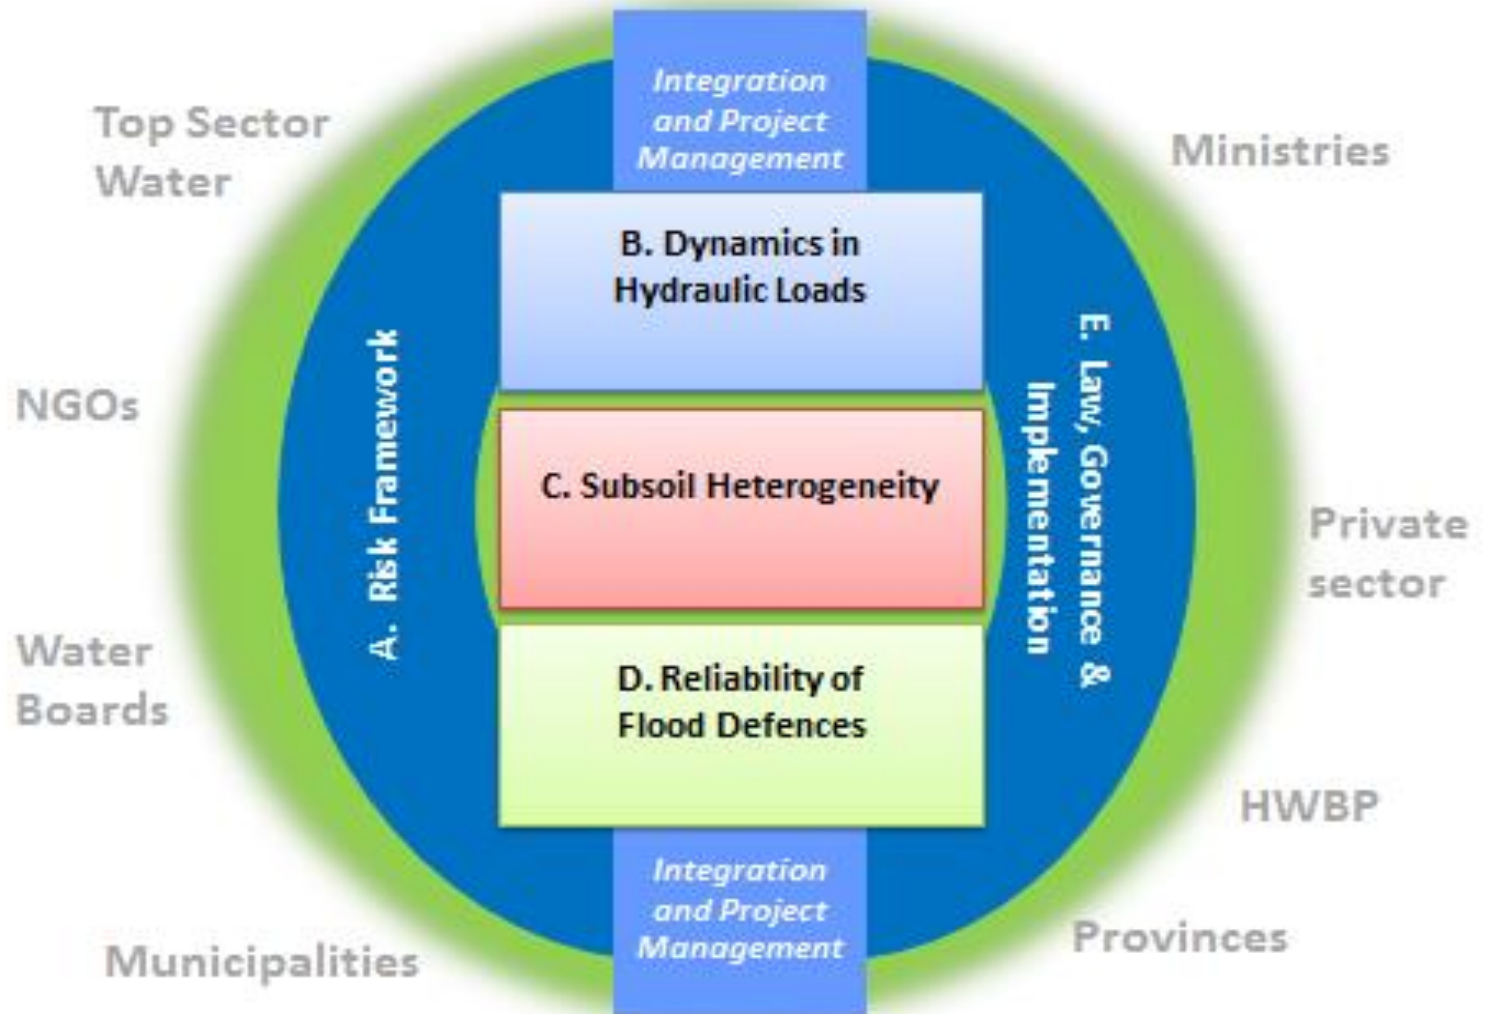 Integration
and Project
Management
Top Sector
Water
Ministries
B. Dynamics in
Hydraulic Loads
NGOs
A. Risk Framework
C. Subsoil Heterogeneity
E. Law, Governance &
Implementation
Private
sector
Water
Boards
D. Reliability of
Flood Defences
HWBP
Integration
and Project
Management
Municipalities
Provinces